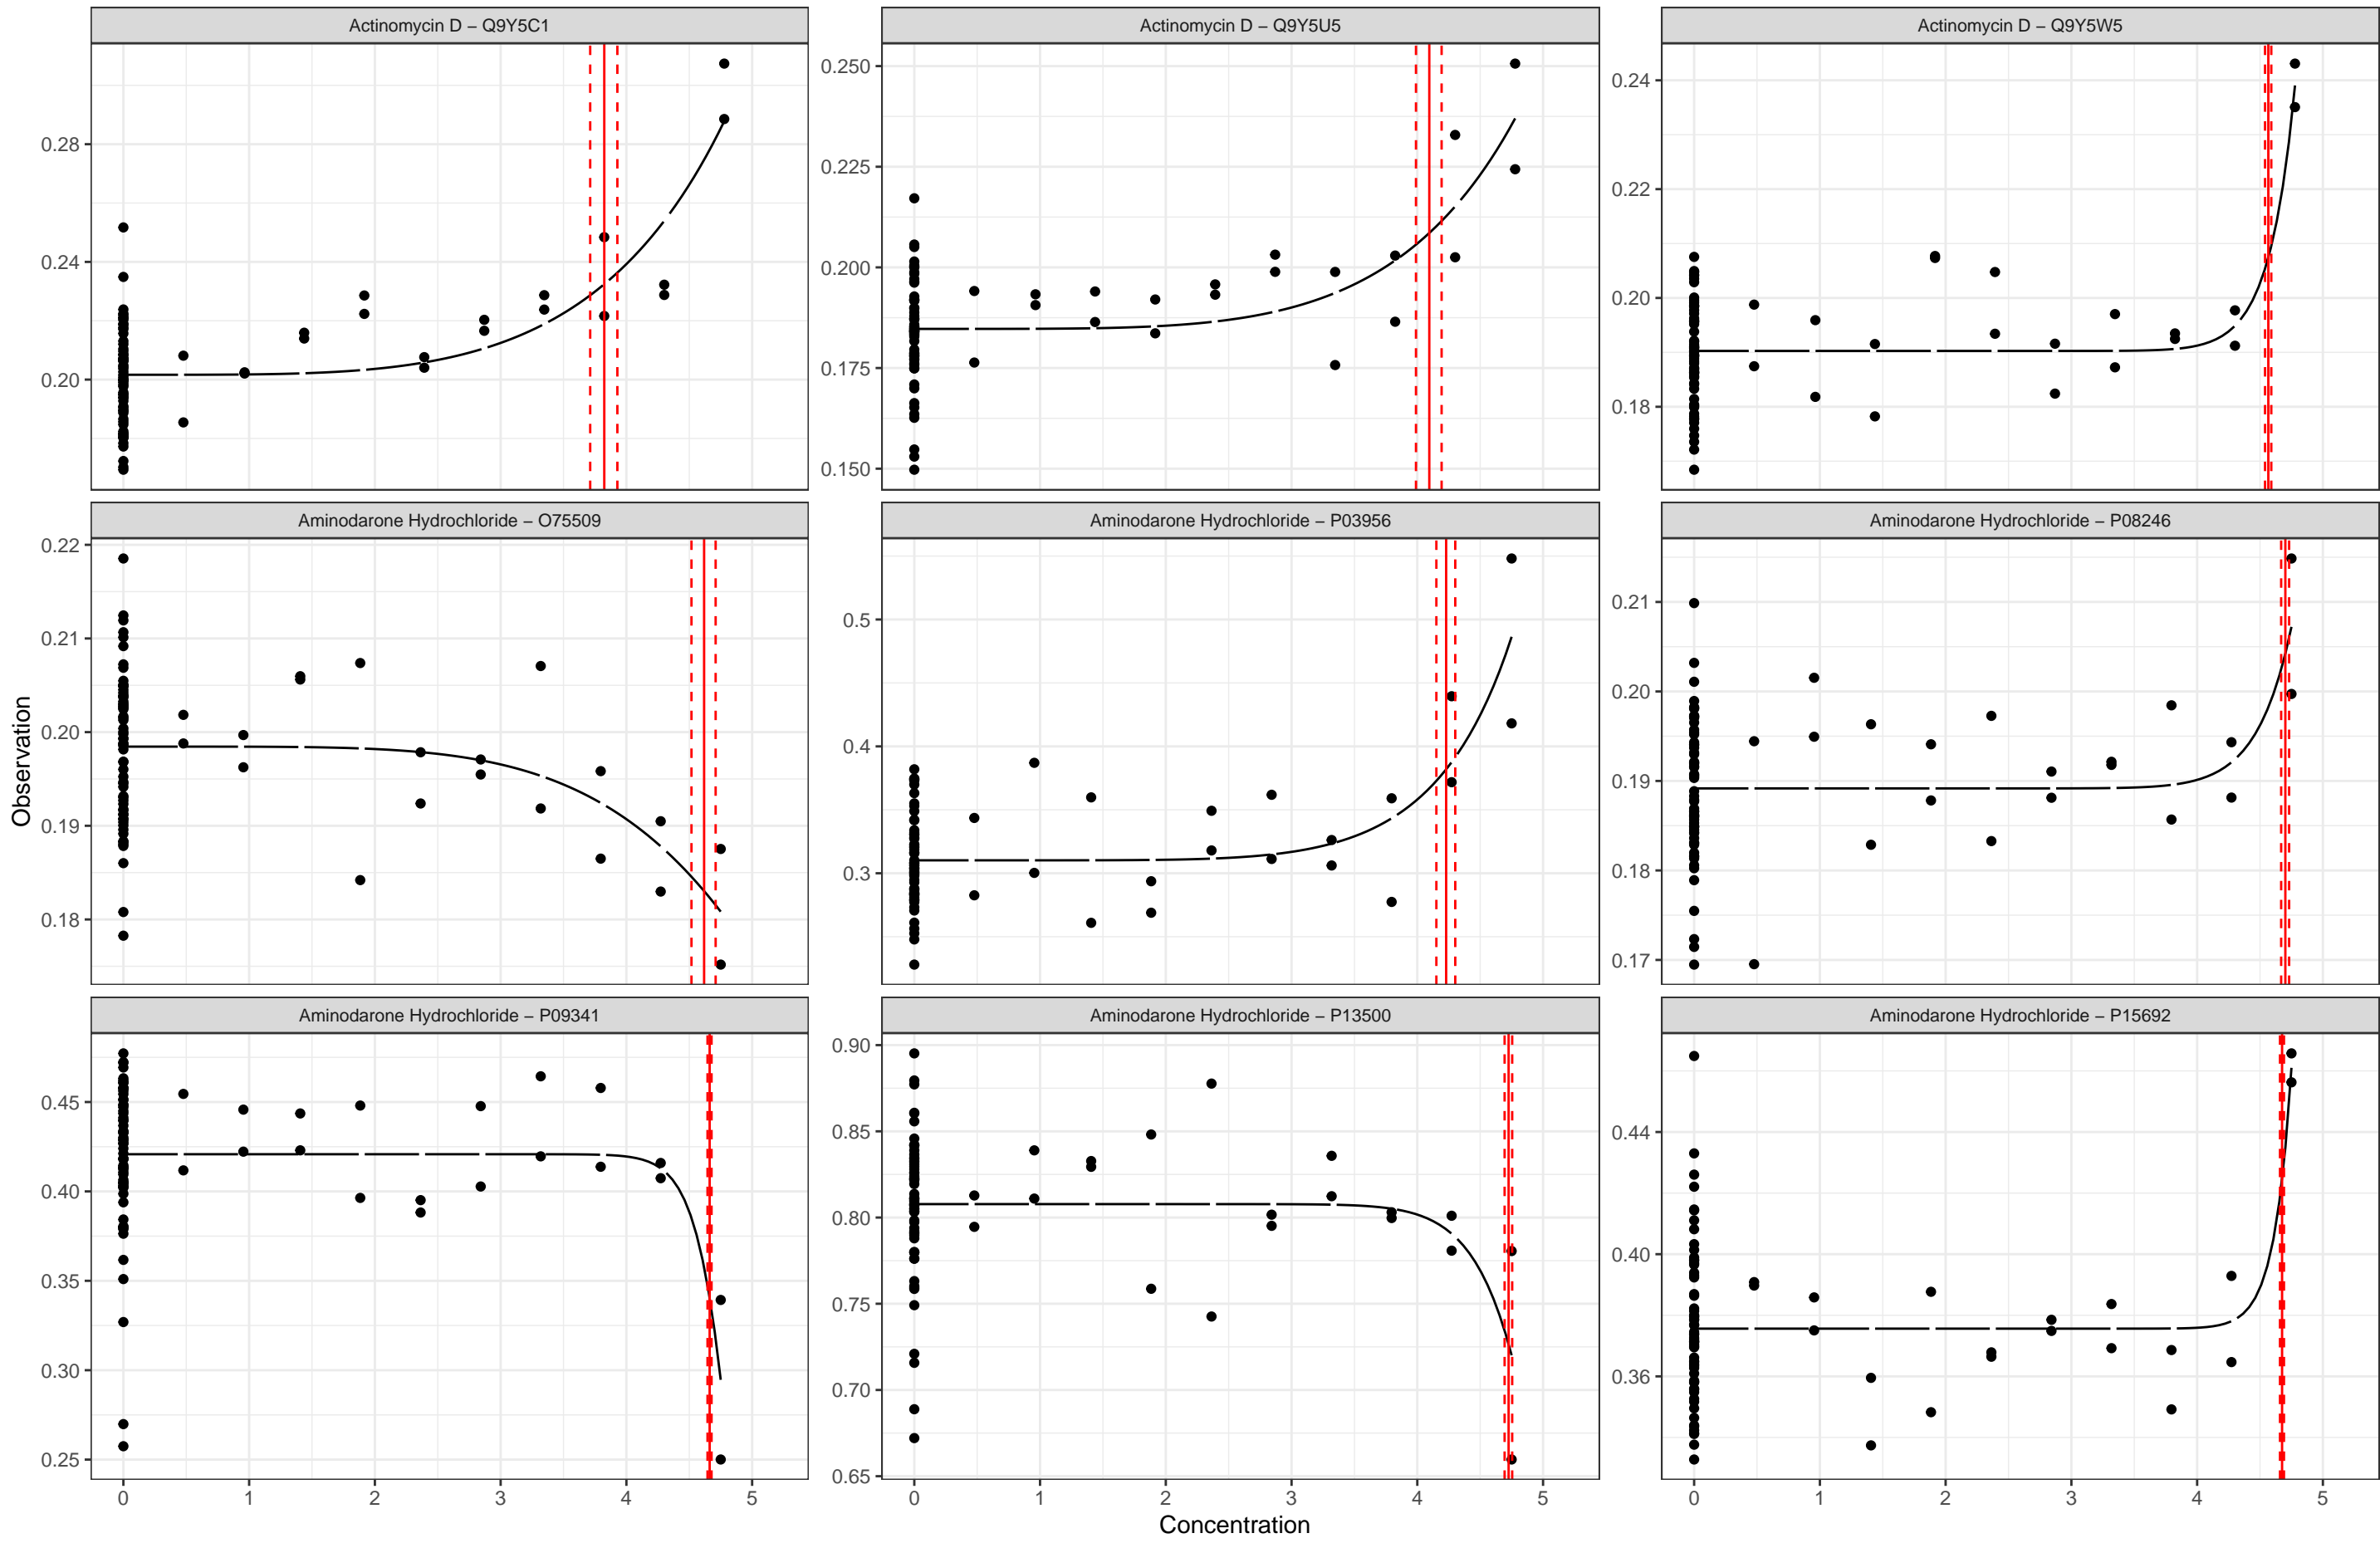 Actinomycin D – Q9Y5C1
Actinomycin D – Q9Y5U5
Actinomycin D – Q9Y5W5
0.28
0.24
0.20
0.250
0.225
0.200
0.175
0.150
0.24
0.22
0.20
0.18
Aminodarone Hydrochloride – O75509
Aminodarone Hydrochloride – P03956
Aminodarone Hydrochloride – P08246
0.22
0.21
0.20
0.19
0.18
0.5
0.4
0.3
0.21
0.20
0.19
0.18
0.17
Observation
Aminodarone Hydrochloride – P09341
Aminodarone Hydrochloride – P13500
Aminodarone Hydrochloride – P15692
0.45
0.40
0.35
0.30
0.25
0.90
0.85
0.80
0.75
0.70
0.65
0.44
0.40
0.36
0 1 2 3 4 5
0 1 2 3 4 5
0 1 2 3 4 5
Concentration